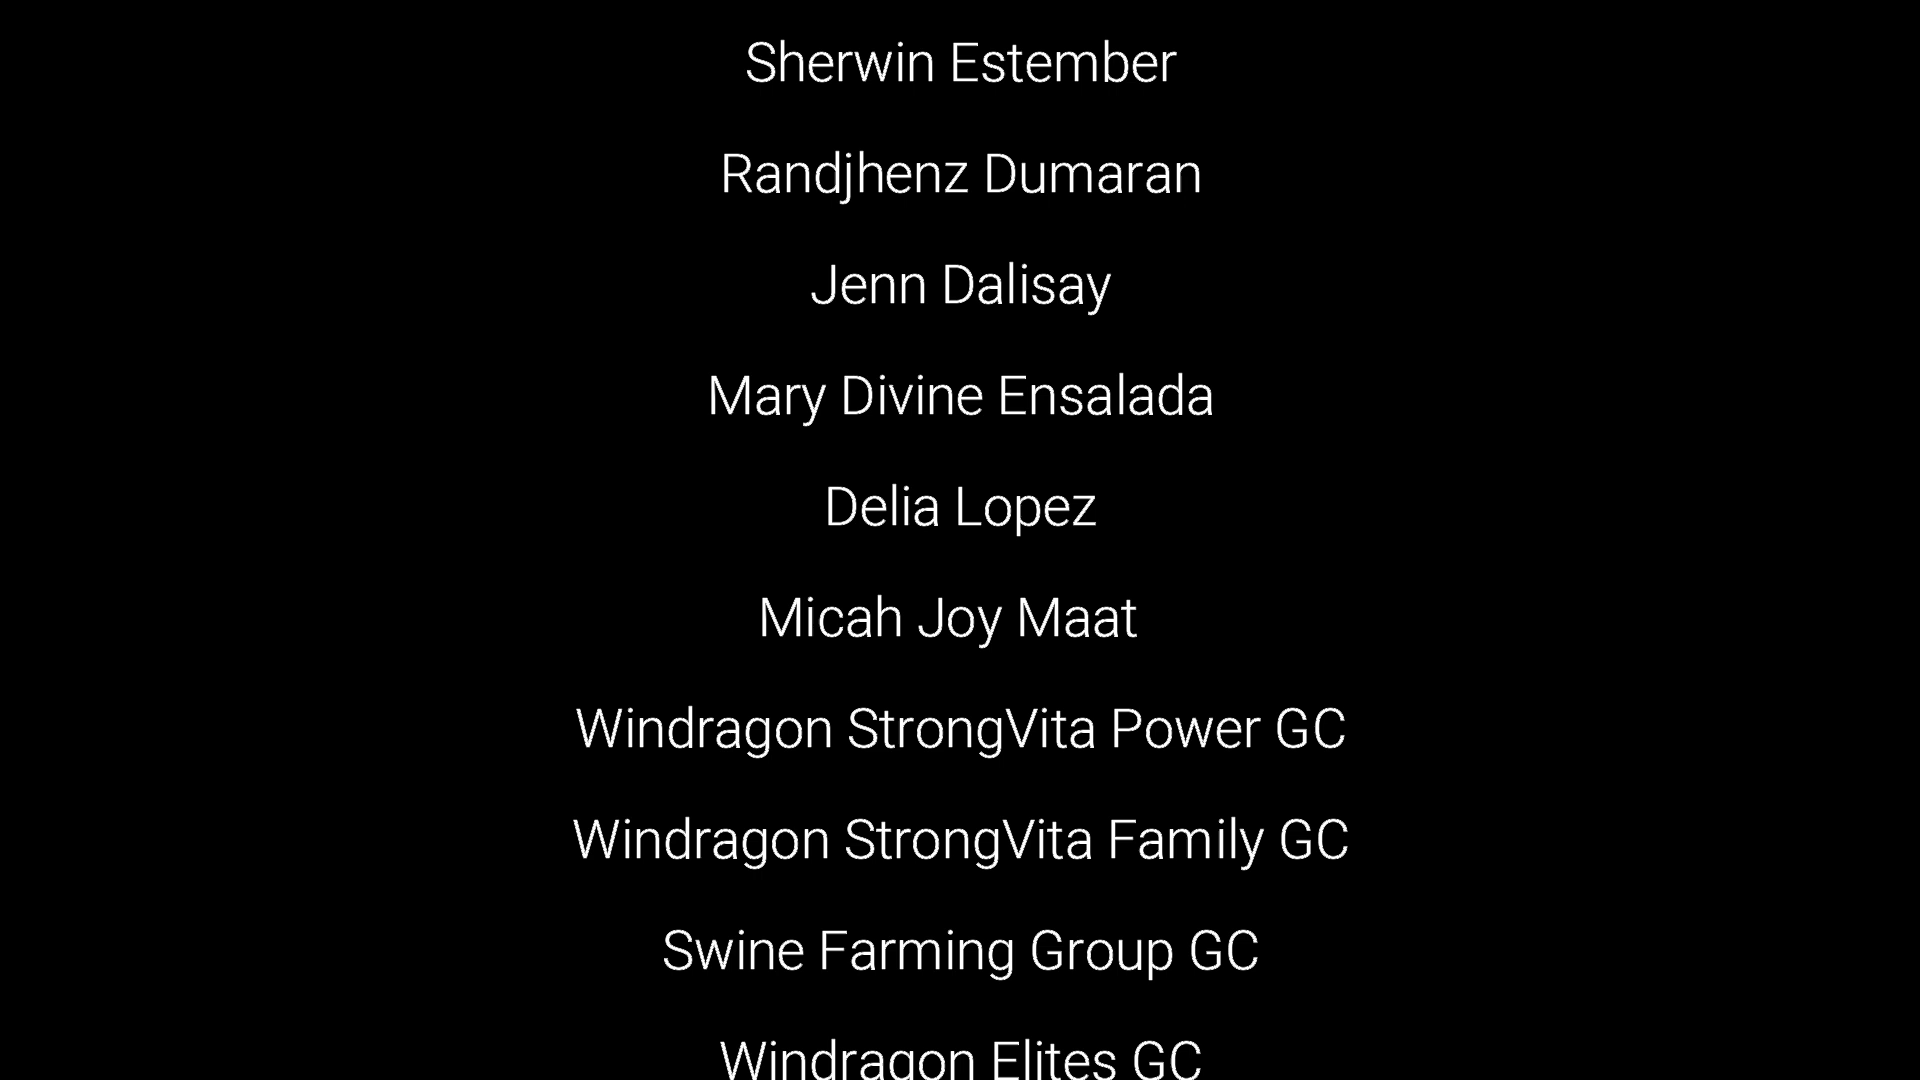 Sherwin Estember
Randjhenz Dumaran
Jenn Dalisay
Mary Divine Ensalada
Delia Lopez
Micah Joy Maat
Windragon StrongVita Power GC
Windragon StrongVita Family GC
Swine Farming Group GC
Windragon Elites GC